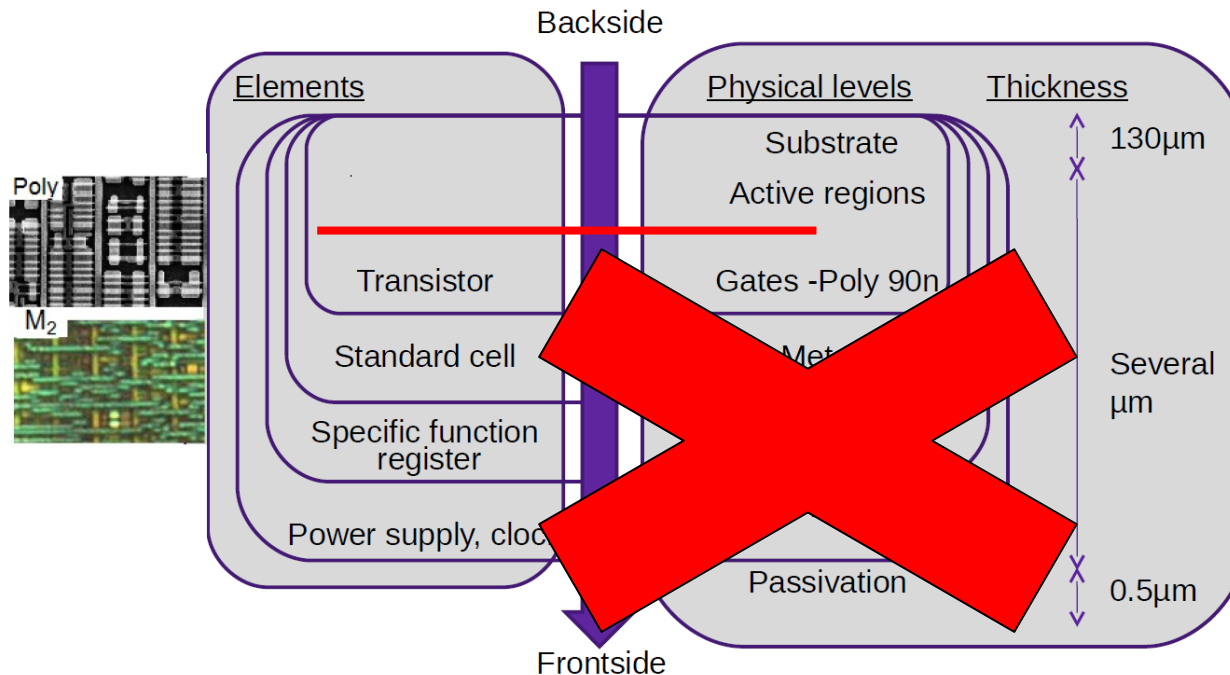 Backside
Elements
Physical levels
Thickness
Substrate
130µm
Active regions
Poly
Transistor
Gates -Poly 90n
M2
Standard cell
Several
µm
Specific function
register
Power supply,
Passivation
0.5µm
Frontside